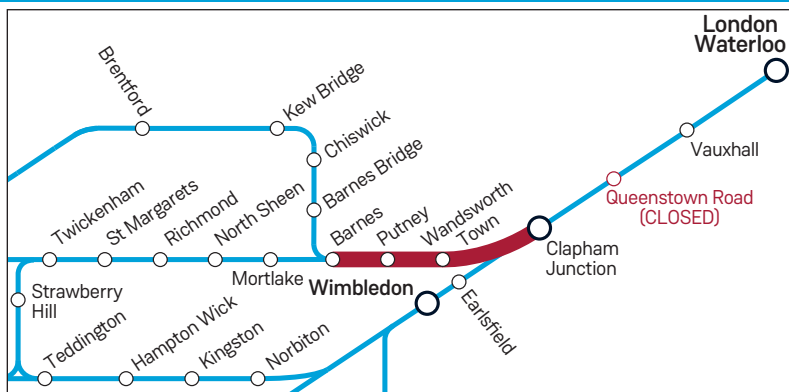 London
Waterloo
Brentford
Kew Bridge
Chiswick
Vauxhall
Barnes Bridge
Queenstown Road
(CLOSED)
Twickenham
St Margarets
Richmond
North Sheen
Mortlake
Barnes
Putney
Wandsworth
Town
Clapham
Junction
Wimbledon
Earlsfield
Strawberry
Hill
Teddington
Hampton Wick
Kingston
Norbiton